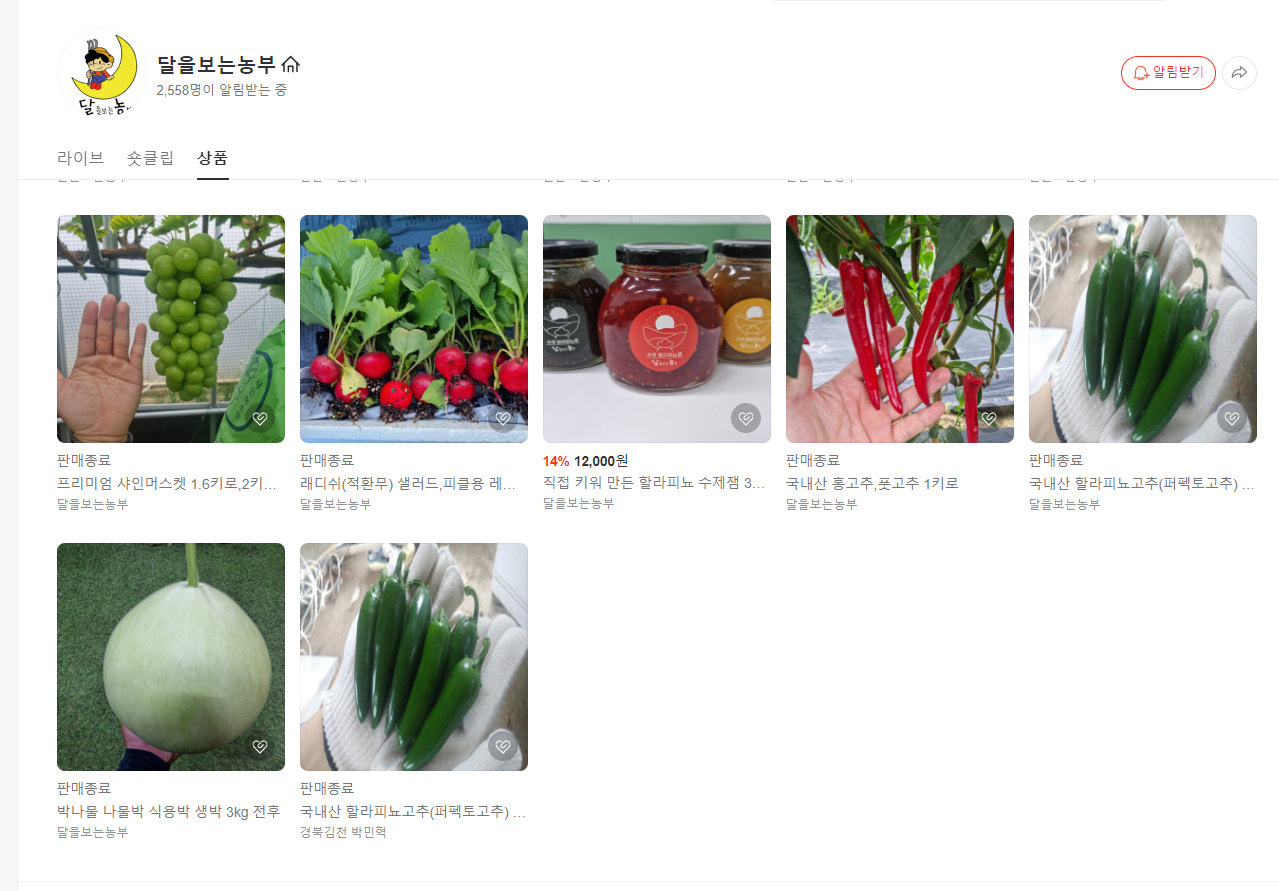 달을보는농부
2,558명이 알림받는 중
알림받기
달을보는농
라이브
숏클립
상품
판매종료
프리미엄 샤인머스켓 1.6키로,2키...
달을보는농부
판매종료
래디쉬(적환무) 샐러드,피클용 레...
달을보는농부
14% 12,000원
직접 키워 만든 할라피뇨 수제잼 3...
달을보는농부
판매종료
국내산 홍고추,풋고추 1키로
달을보는농부
판매종료
국내산 할라피뇨고추(퍼펙토고추) ...
달을보는농부
판매종료
박나물 나물박 식용박 생박 3kg 전후
달을보는농부
판매종료
국내산 할라피뇨고추(퍼펙토고추) ...
경북김천 박민혁